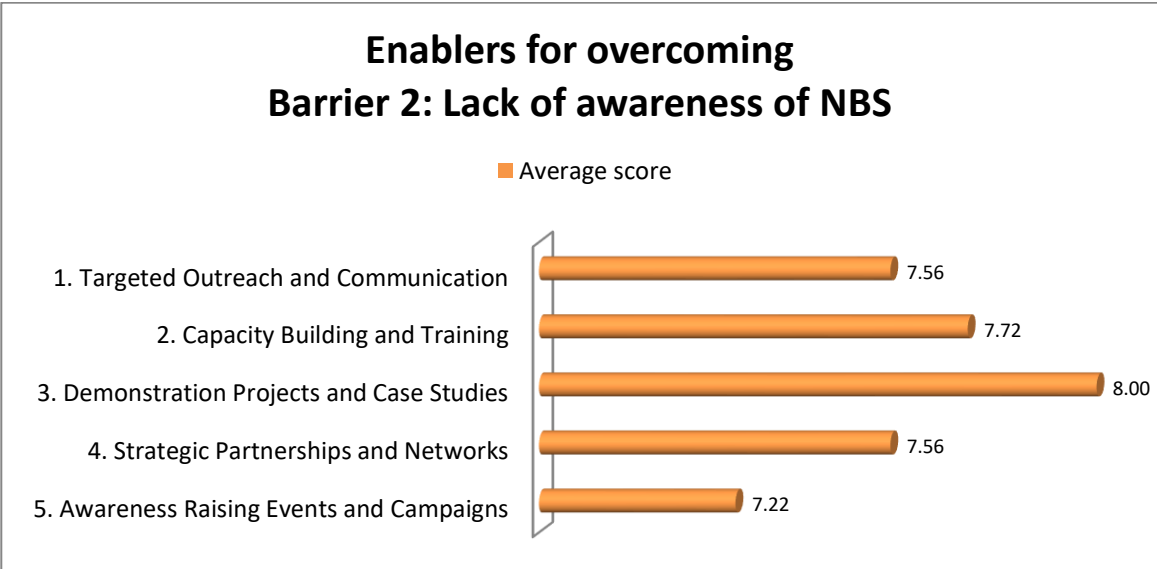 Enablers for overcoming
Barrier 2: Lack of awareness of NBS
Average score
1. Targeted Outreach and Communication 7.56
2. Capacity Building and Training 7.72
3. Demonstration Projects and Case Studies 8.00
4. Strategic Partnerships and Networks 7.56
5. Awareness Raising Events and Campaigns 7.22